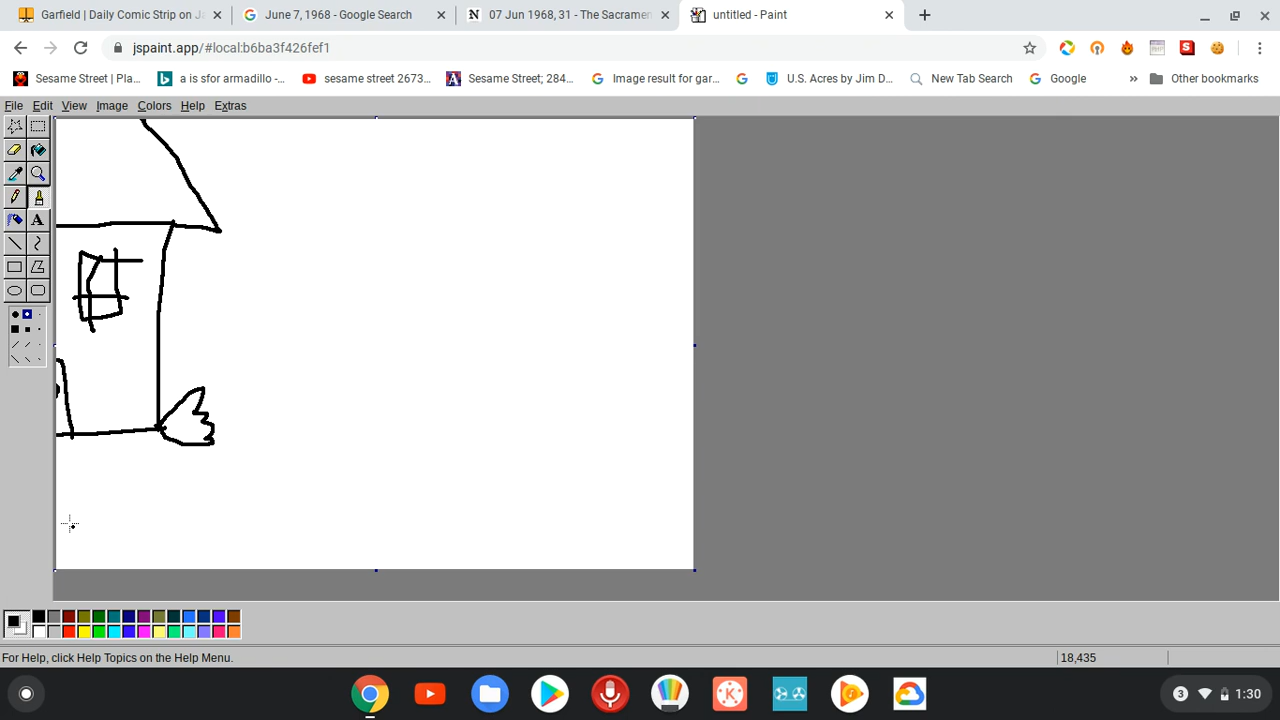 Garfield | Daily Comic Strip on Ja
June 7, 1968 - Google Search
07 Jun 1968, 31 - The Sacramen
untitled - Paint
jspaint.app/#local:b6ba3f426fef1
Sesame Street | Pla...
a is sfor armadillo -...
sesame street 2673...
Sesame Street; 284...
Image result for gar...
U.S. Acres by Jim D...
New Tab Search
Google
Other bookmarks
File Edit View Image Colors Help Extras
For Help, click Help Topics on the Help Menu.
18,435
3
1:30